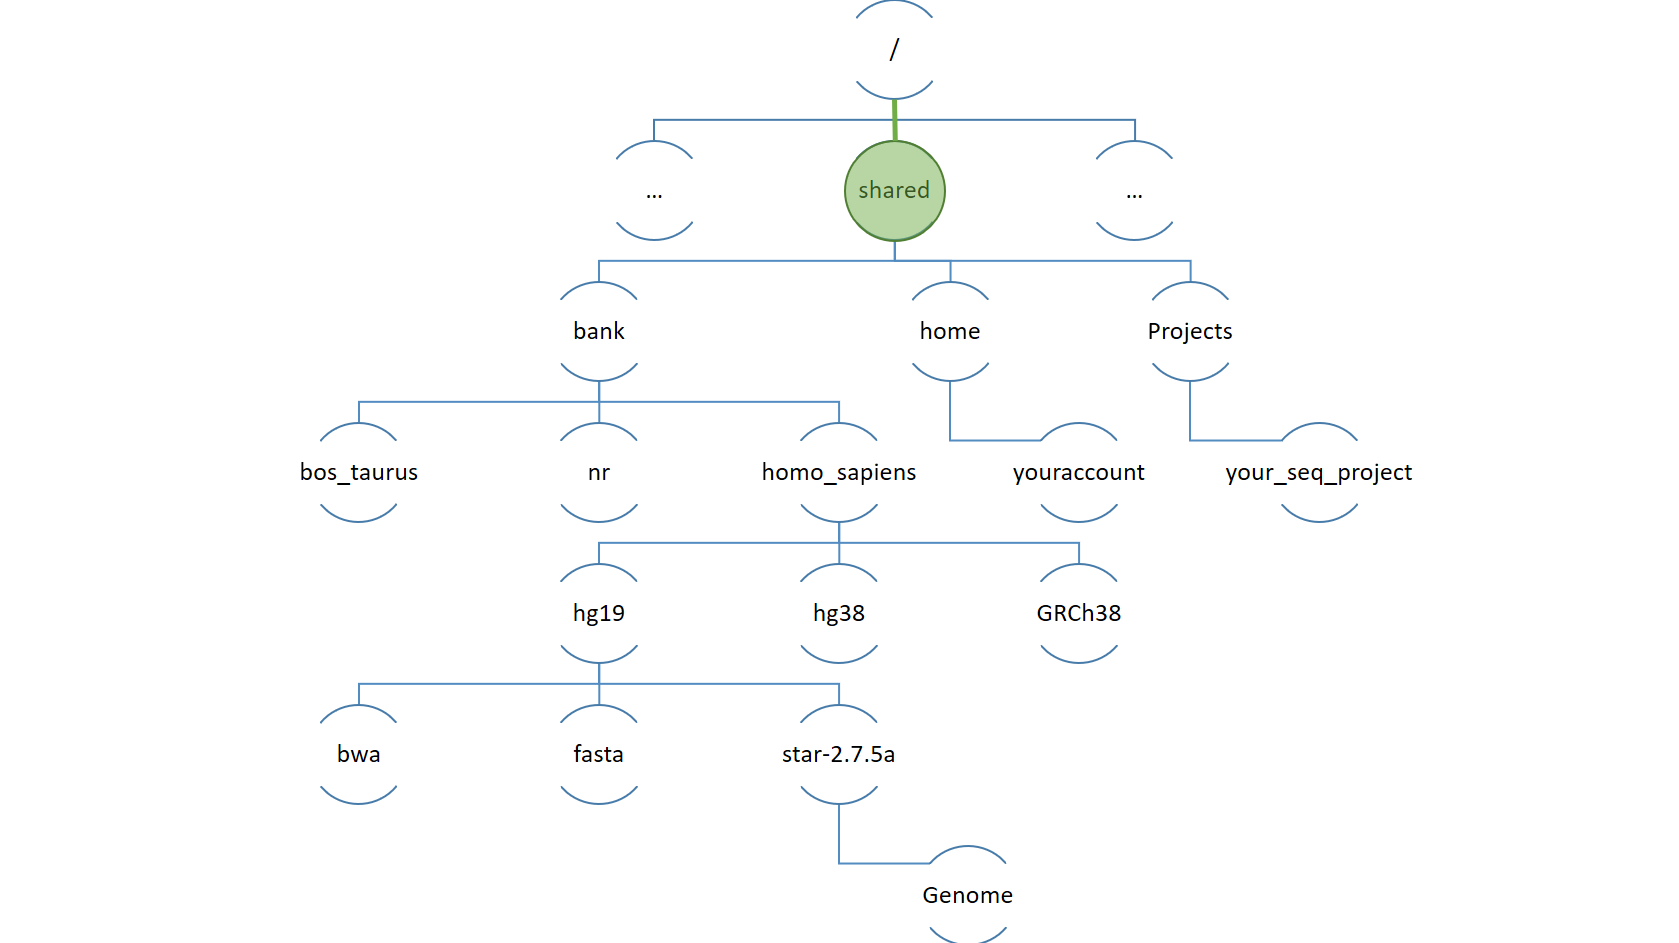 /
...
shared
...
bank
home
Projects
bos_taurus
nr
homo_sapiens
youraccount
your_seq_project
hg19
hg38
GRCh38
bwa
fasta
star-2.7.5a
Genome